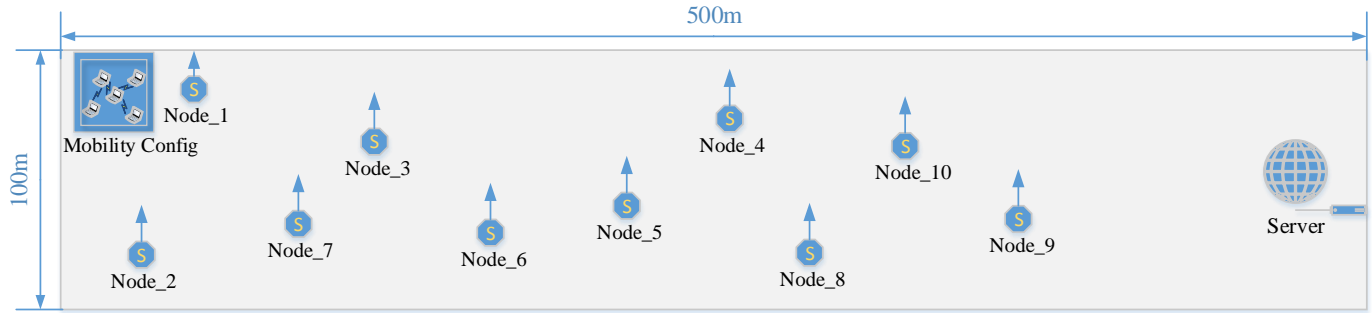 500m
100m
Mobility Config
Node_1
Node_3
Node_4
Node_10
Node_2
Node_7
Node_6
Node_5
Node_8
Node_9
Server
S
S
S
S
S
S
S
S
S
S